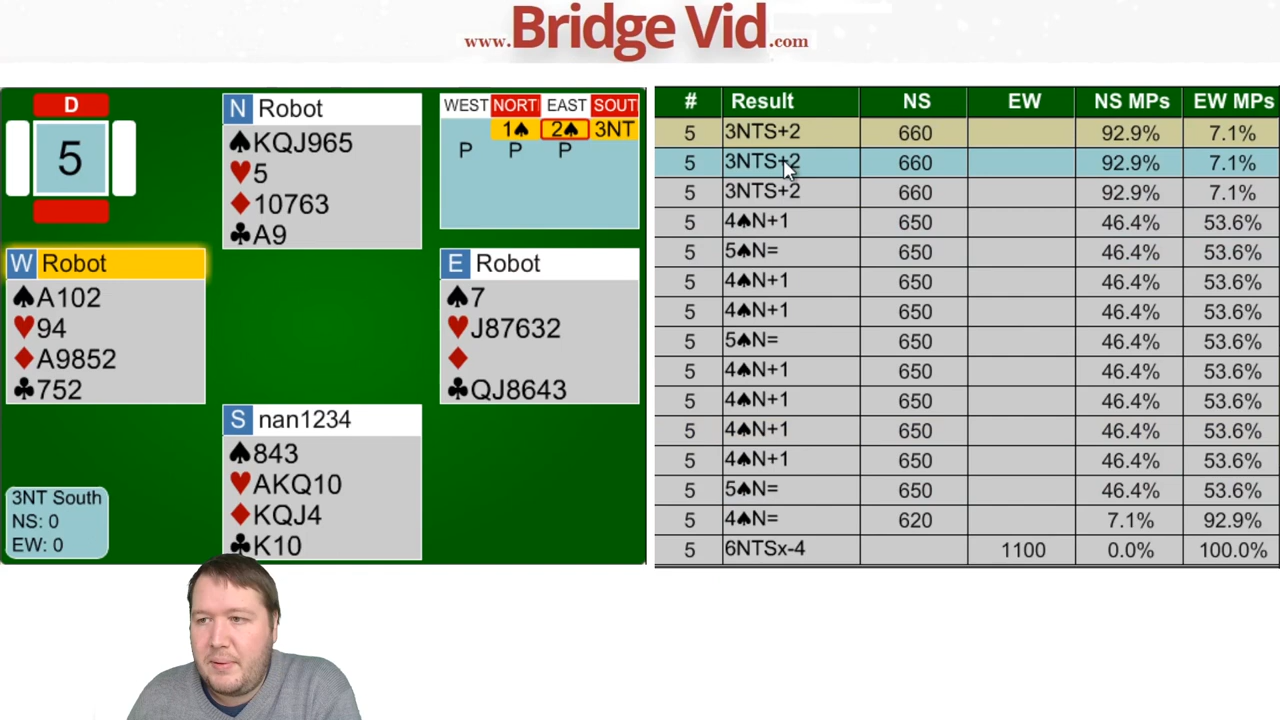 www.Bridge Vid.com
D
5
N Robot
♠KQJ965
♥5
♦10763
♣A9
WEST NORT EAST SOUT
1♠ 2♠ 3NT
P P P
W Robot
♠A102
♥94
♦A9852
♣752
E Robot
♠7
♥J87632
♦
♣QJ8643
S nan1234
♠843
♥AKQ10
♦KQJ4
♣K10
3NT South
NS: 0
EW: 0
# Result NS EW NS MPs EW MPs
5 3NTS+2 660 92.9% 7.1%
5 3NTS+2 660 92.9% 7.1%
5 3NTS+2 660 92.9% 7.1%
5 4♠N+1 650 46.4% 53.6%
5 5♠N= 650 46.4% 53.6%
5 4♠N+1 650 46.4% 53.6%
5 4♠N+1 650 46.4% 53.6%
5 5♠N= 650 46.4% 53.6%
5 4♠N+1 650 46.4% 53.6%
5 4♠N+1 650 46.4% 53.6%
5 4♠N+1 650 46.4% 53.6%
5 4♠N+1 650 46.4% 53.6%
5 5♠N= 650 46.4% 53.6%
5 4♠N= 620 7.1% 92.9%
5 6NTSx-4 1100 0.0% 100.0%